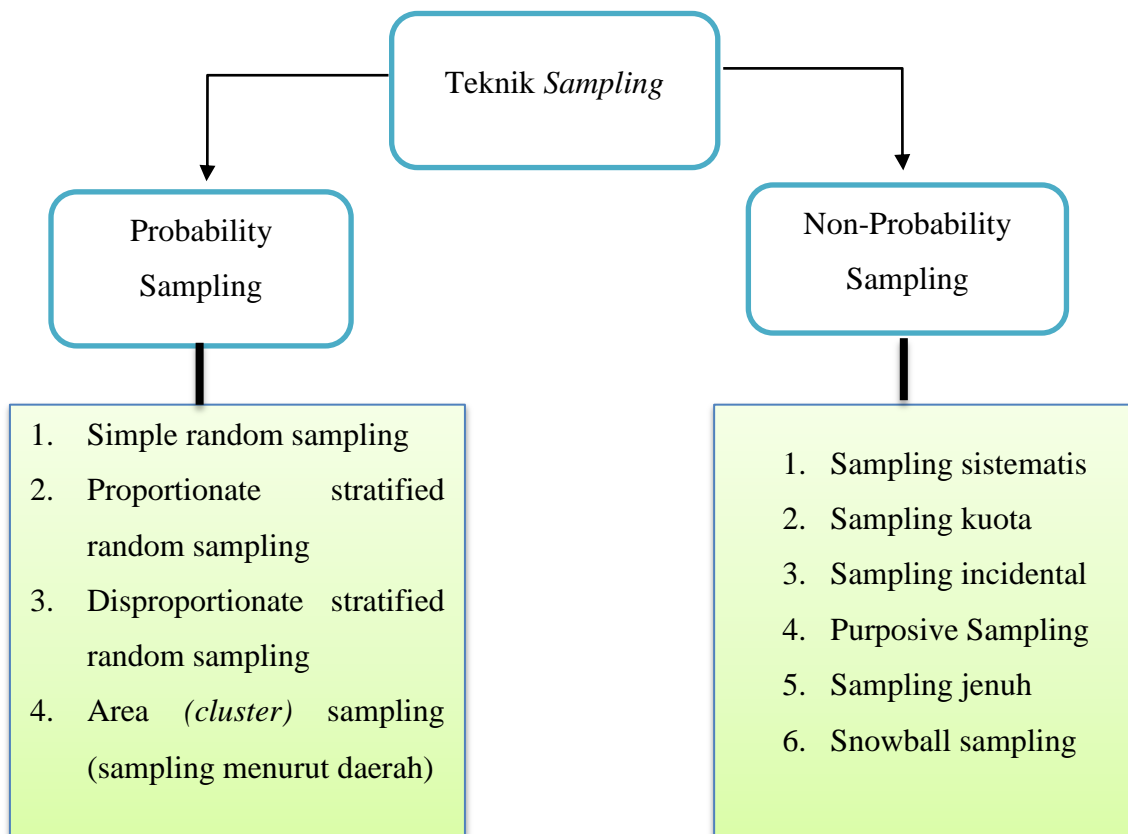 Teknik Sampling
Probability
Sampling
Non-Probability
Sampling
1. Simple random sampling
2. Proportionate stratified
random sampling
3. Disproportionate stratified
random sampling
4. Area (cluster) sampling
(sampling menurut daerah)
1. Sampling sistematis
2. Sampling kuota
3. Sampling incidental
4. Purposive Sampling
5. Sampling jenuh
6. Snowball sampling